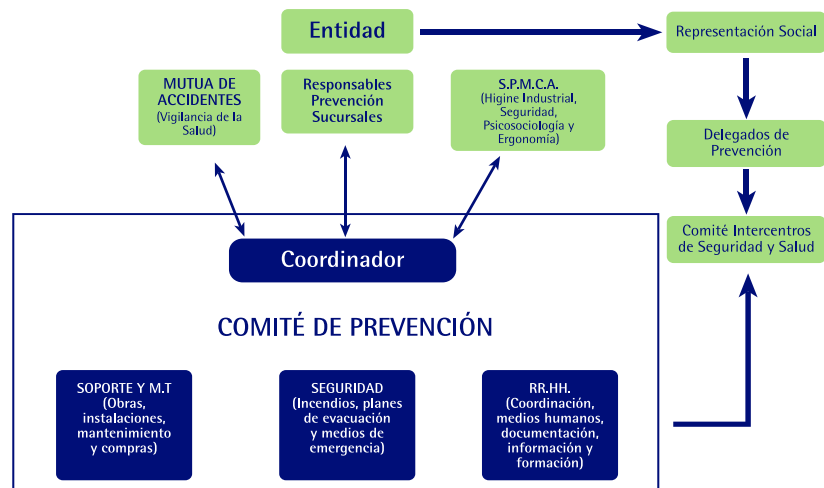 Entidad
Representación Social
MUTUA DE
ACCIDENTES
(Vigilancia de la
Salud)
Responsables
Prevención
Sucursales
S.P.M.C.A.
(Higine Industrial,
Seguridad,
Psicosociología y
Ergonomía)
Delegados de
Prevención
Comité Intercentros
de Seguridad y Salud
Coordinador
COMITÉ DE PREVENCIÓN
SOPORTE Y M.T
(Obras,
instalaciones,
mantenimiento
y compras)
SEGURIDAD
(Incendios, planes
de evacuación
y medios de
emergencia)
RR.HH.
(Coordinación,
medios humanos,
documentación,
información y
formación)